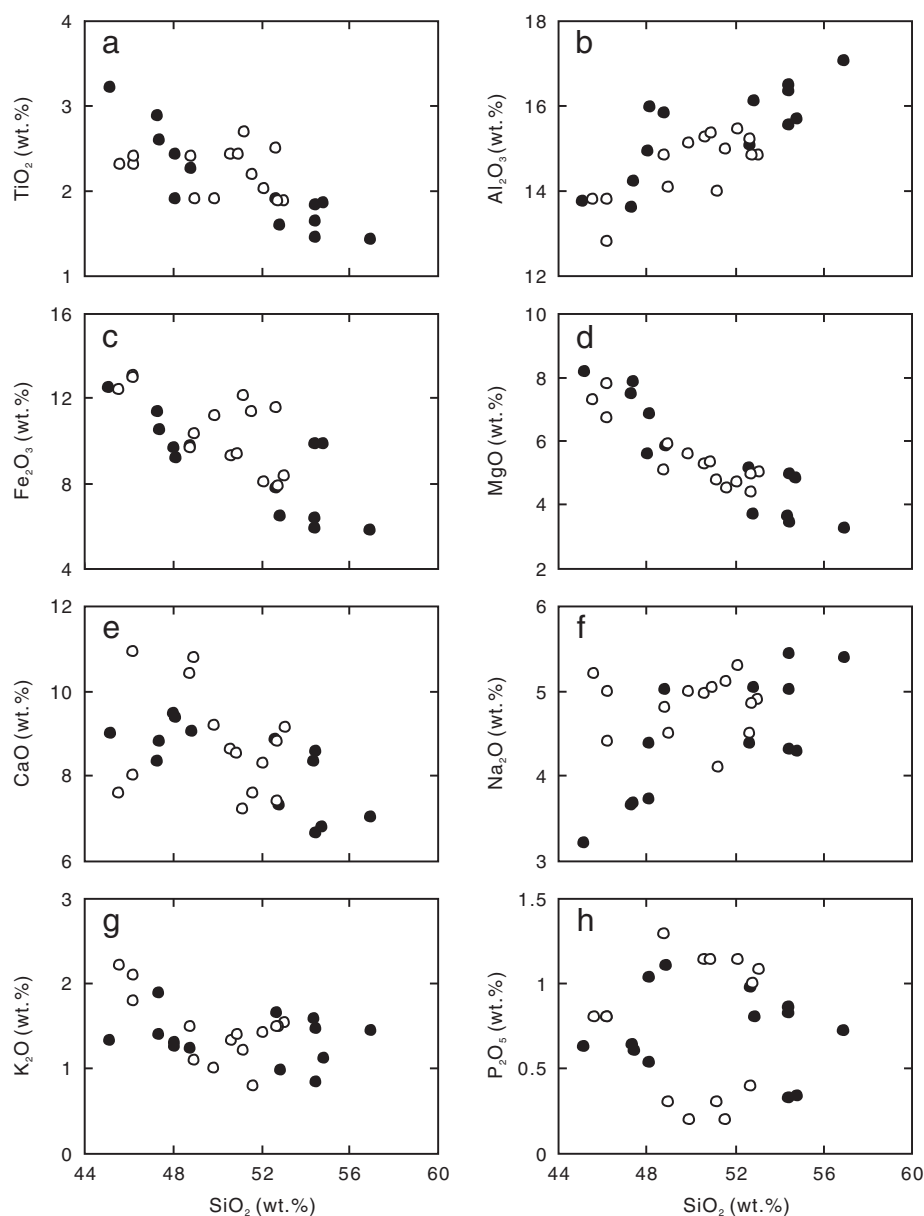 4
3
2
1
TiO2 (wt.%)
a
18
16
14
12
Al2O3 (wt.%)
b
16
12
8
4
Fe2O3 (wt.%)
c
10
8
6
4
2
MgO (wt.%)
d
12
10
8
6
CaO (wt.%)
e
6
5
4
3
Na2O (wt.%)
f
3
2
1
0
K2O (wt.%)
g
44 48 52 56 60
SiO2 (wt.%)
1.5
1
0.5
0
P2O5 (wt.%)
h
44 48 52 56 60
SiO2 (wt.%)